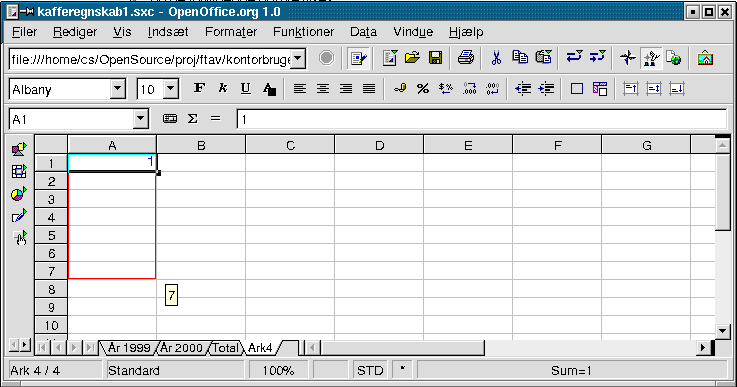 kafferegnskab1.sxc - OpenOffice.org 1.0
Filer Rediger Vis Indsæt Formater Funktioner Data Vindue Hjælp
file:///home/cs/OpenSource/proj/ftav/kontorbruge
Albany 10 F k U A
A1 Σ = 1
A B C D E F G
1 1
2
3
4
5
6
7
8 7
9
10
År 1999 År 2000 Total Ark4
Ark 4 / 4 Standard 100% STD * Sum=1